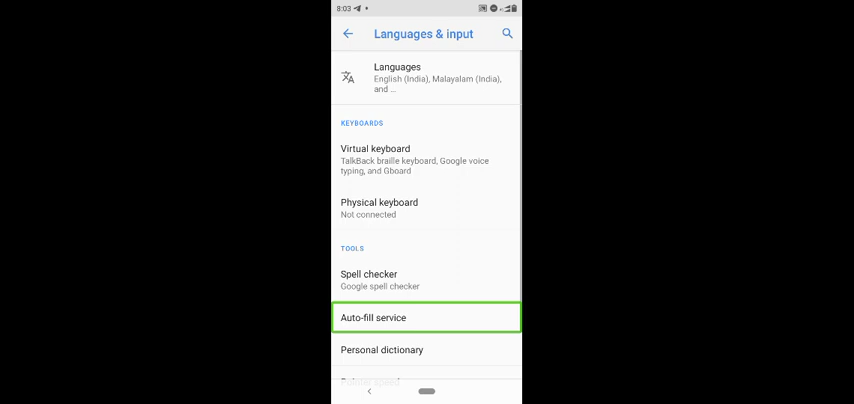 8:03
Languages & input
Languages
English (India), Malayalam (India),
and ...
KEYBOARDS
Virtual keyboard
TalkBack braille keyboard, Google voice
typing, and Gboard
Physical keyboard
Not connected
TOOLS
Spell checker
Google spell checker
Auto-fill service
Personal dictionary